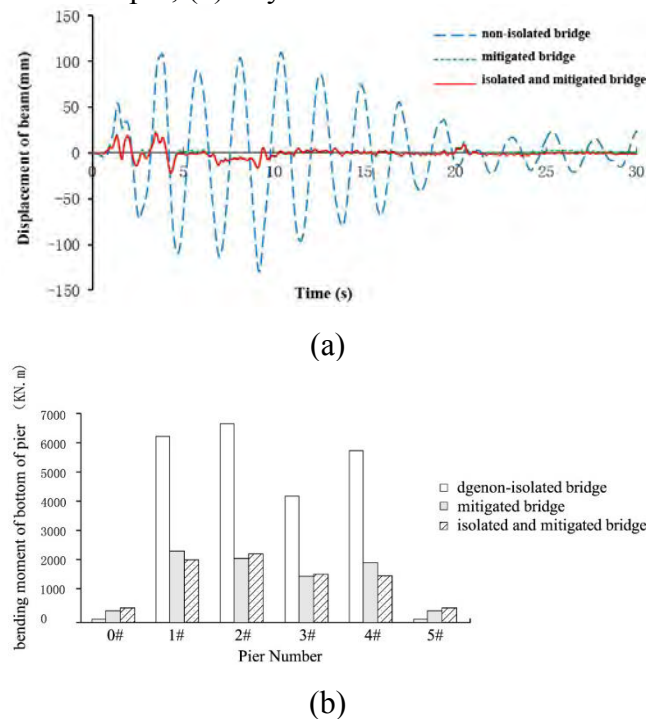 non-isolated bridge
mitigated bridge
isolated and mitigated bridge
Displacement of beam(mm)
150
100
50
0
-50
-100
-150
0 5 10 15 20 25 30
Time (s)
(a)
bending moment of bottom of pier (KN.m)
7000
6000
5000
4000
3000
2000
1000
0
dgenon-isolated bridge
mitigated bridge
isolated and mitigated bridge
0# 1# 2# 3# 4# 5#
Pier Number
(b)